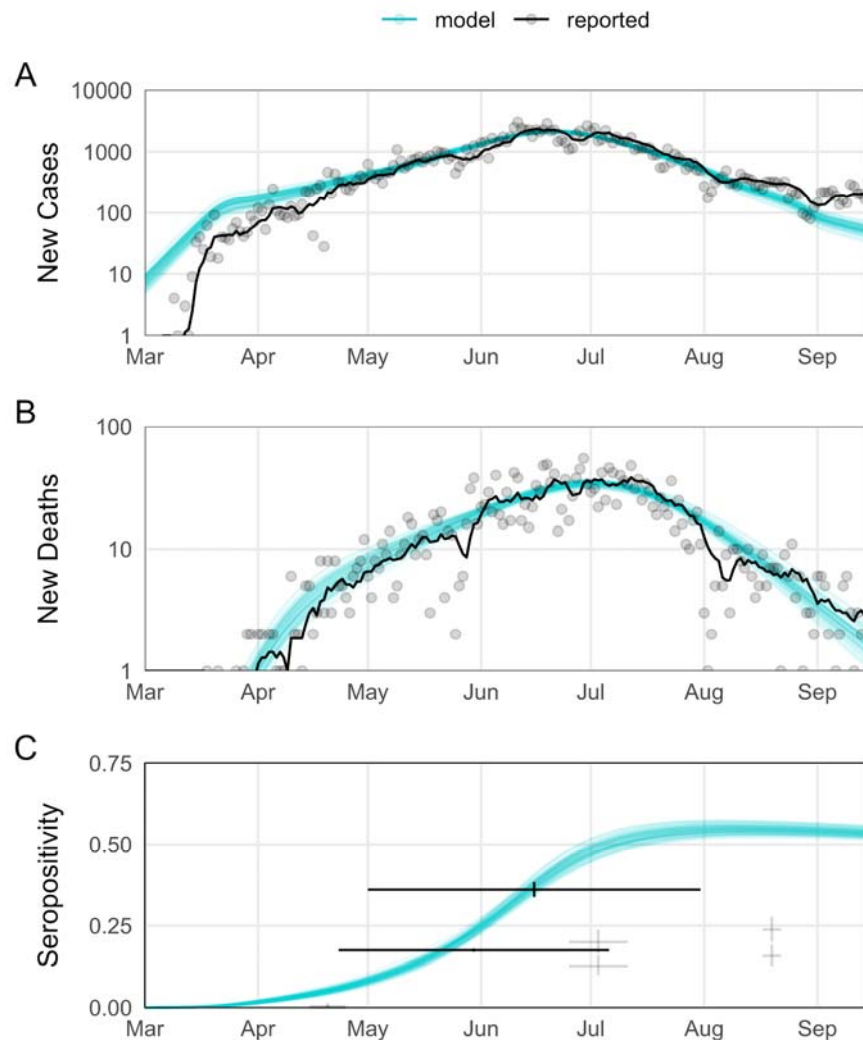 model reported
A
10000
1000
100
10
1
New Cases
Mar Apr May Jun Jul Aug Sep
B
100
10
1
New Deaths
Mar Apr May Jun Jul Aug Sep
C
0.75
0.50
0.25
0.00
Seropositivity
Mar Apr May Jun Jul Aug Sep